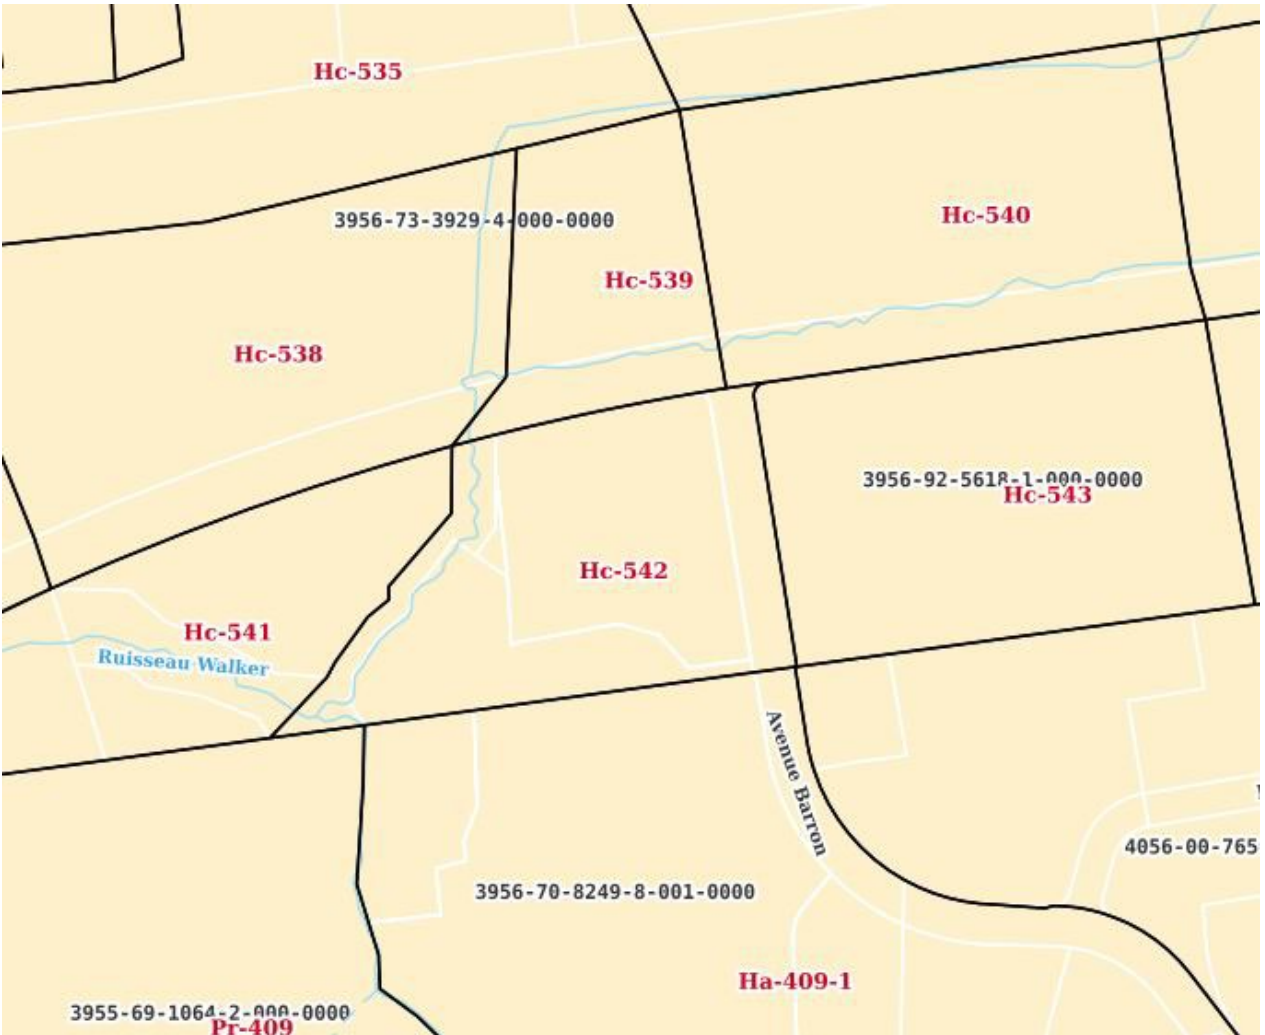 Hc-535
3956-73-3929-4-000-0000
Hc-540
Hc-539
Hc-538
3956-92-5618-1-000-0000
Hc-543
Hc-542
Hc-541
Ruisseau Walker
Avenue Barron
4056-00-765
3956-70-8249-8-001-0000
Ha-409-1
3955-69-1064-2-000-0000
Pr-409